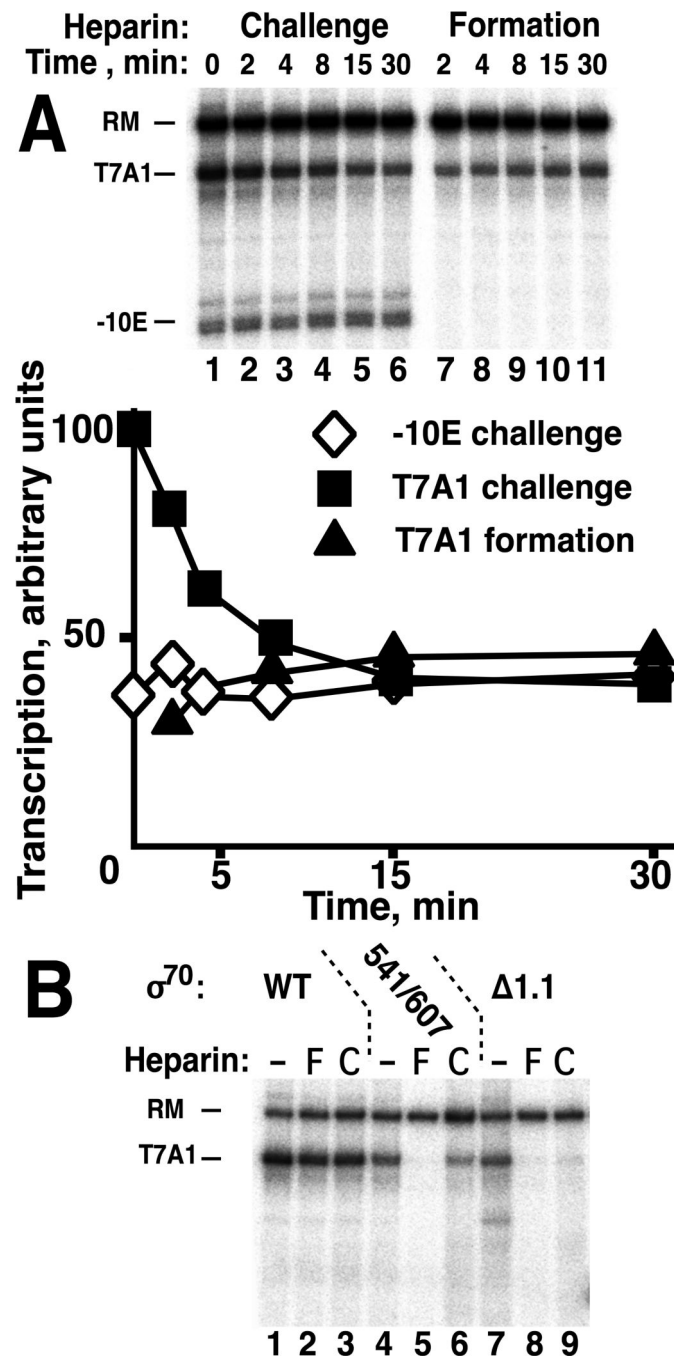 Heparin: Challenge Formation
Time , min: 0 2 4 8 15 30 2 4 8 15 30
A
RM
T7A1
-10E
1 2 3 4 5 6 7 8 9 10 11
Transcription, arbitrary units
100
50
0
-10E challenge
T7A1 challenge
T7A1 formation
5 15 30
Time, min
B
σ70: WT 541/607 Δ1.1
Heparin: – F C – F C – F C
RM
T7A1
1 2 3 4 5 6 7 8 9